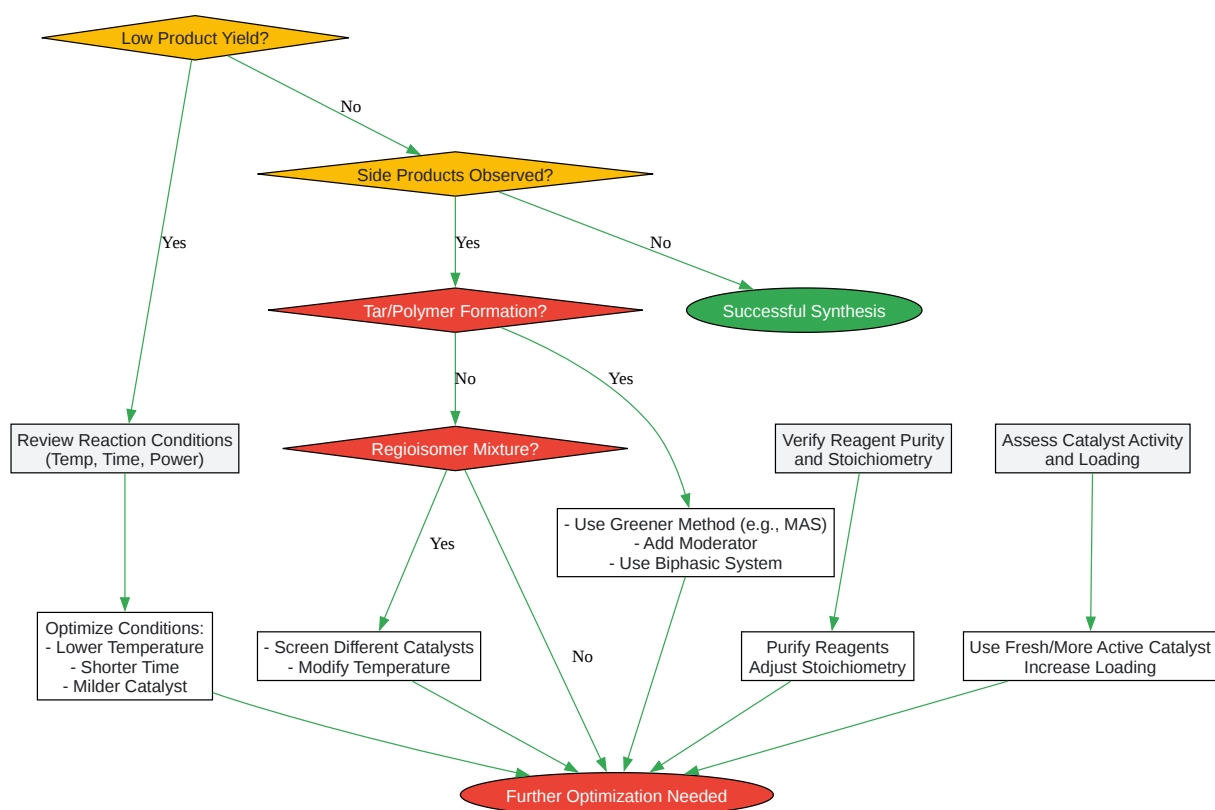 Low Product Yield?
No
Side Products Observed?
Yes
Yes
No
Tar/Polymer Formation?
Successful Synthesis
No
Yes
Review Reaction Conditions
(Temp, Time, Power)
Regioisomer Mixture?
Verify Reagent Purity
and Stoichiometry
Assess Catalyst Activity
and Loading
- Use Greener Method (e.g., MAS)
- Add Moderator
- Use Biphasic System
Yes
Optimize Conditions:
- Lower Temperature
- Shorter Time
- Milder Catalyst
- Screen Different Catalysts
- Modify Temperature
No
Purify Reagents
Adjust Stoichiometry
Use Fresh/More Active Catalyst
Increase Loading
Further Optimization Needed